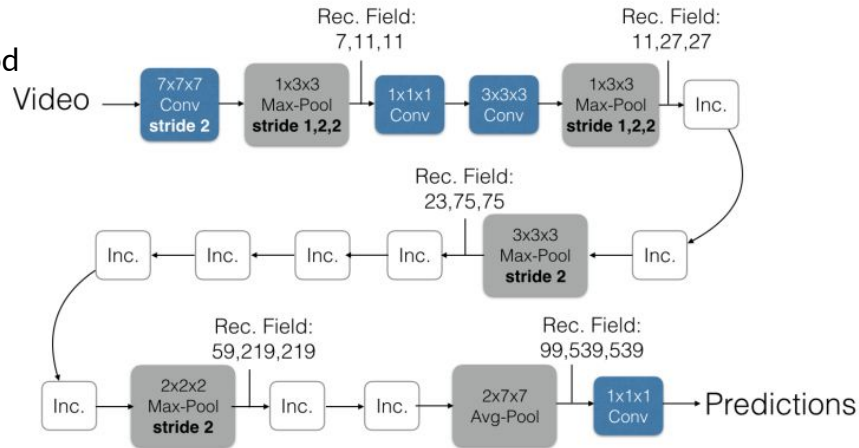 Rec. Field:
7,11,11
Rec. Field:
11,27,27
Video
7x7x7
Conv
stride 2
1x3x3
Max-Pool
stride 1,2,2
1x1x1
Conv
3x3x3
Conv
1x3x3
Max-Pool
stride 1,2,2
Inc.
Rec. Field:
23,75,75
Inc.
Inc.
Inc.
Inc.
3x3x3
Max-Pool
stride 2
Inc.
Rec. Field:
59,219,219
Rec. Field:
99,539,539
Inc.
2x2x2
Max-Pool
stride 2
Inc.
Inc.
2x7x7
Avg-Pool
1x1x1
Conv
Predictions